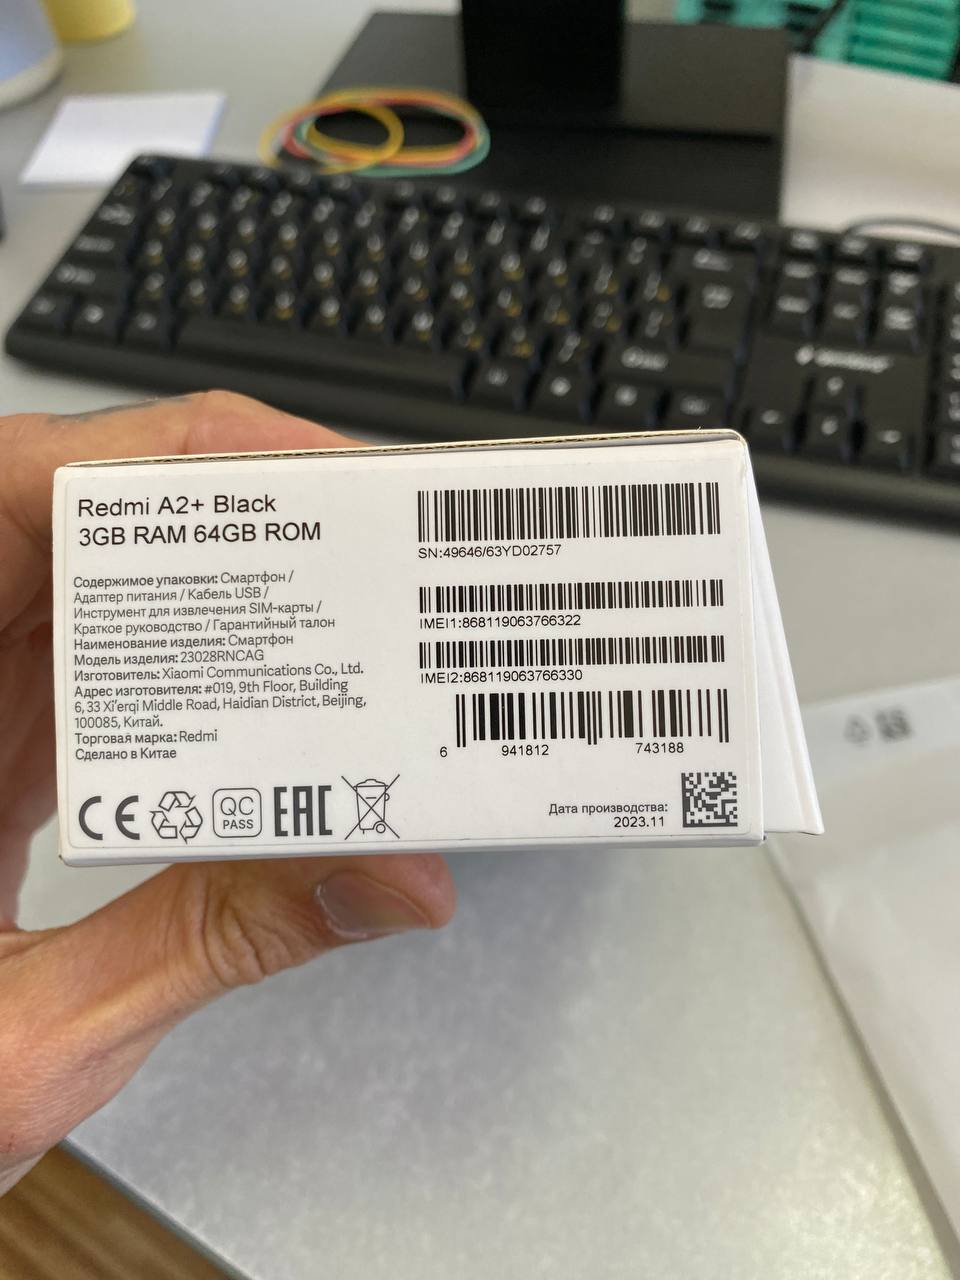 Redmi A2+ Black
3GB RAM 64GB ROM
Содержимое упаковки: Смартфон /
Адаптер питания / Кабель USB /
Инструмент для извлечения SIM-карты /
Краткое руководство / Гарантийный талон
Наименование изделия: Смартфон
Модель изделия: 23028RNCAG
Изготовитель: Xiaomi Communications Co., Ltd.
Адрес изготовителя: #019, 9th Floor, Building
6, 33 Xi'erqi Middle Road, Haidian District, Beijing,
100085, Китай.
Торговая марка: Redmi
Сделано в Китае
CE
QC
PASS
EAC
SN:49646/63YD02757
IMEI1:868119063766322
IMEI2:868119063766330
6 941812 743188
Дата производства:
2023.11